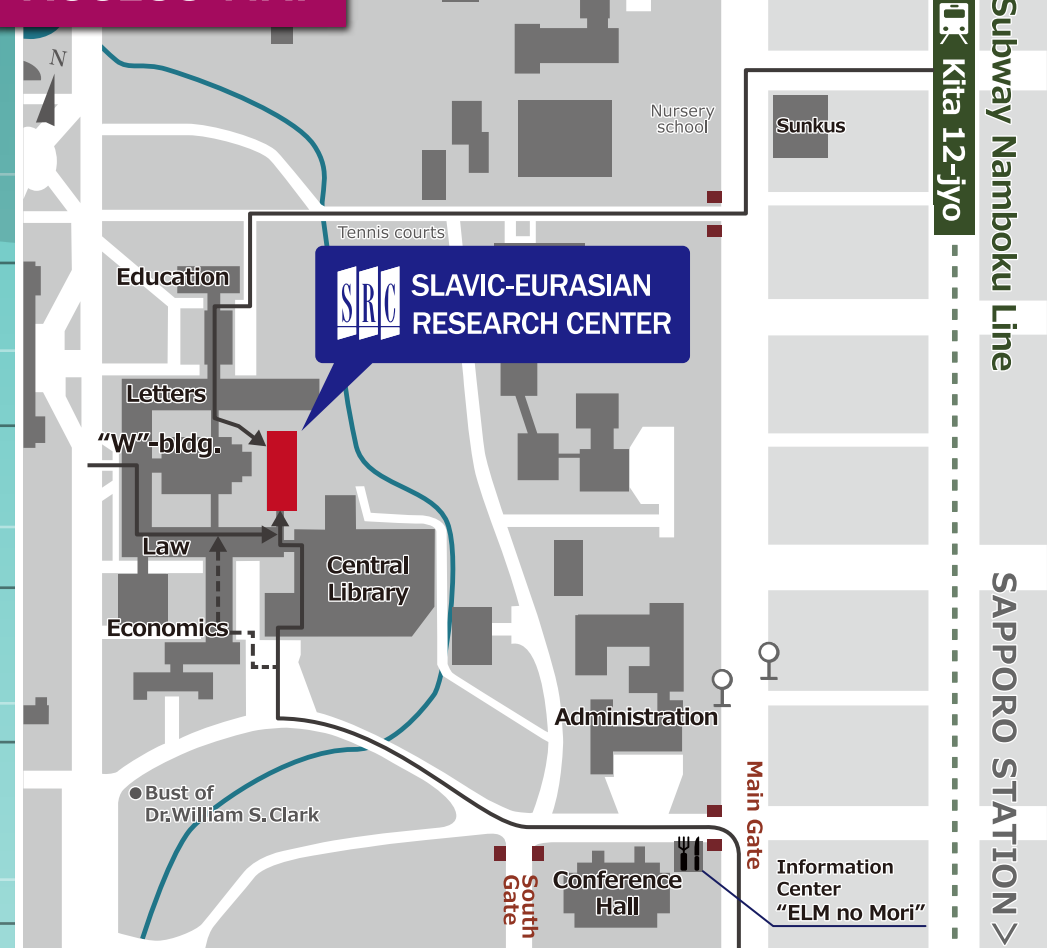 N
Subway Namboku Line
Kita 12-jyo
Nursery
school
Sunkus
Tennis courts
Education
SRC
SLAVIC-EURASIAN
RESEARCH CENTER
Letters
“W”-bldg.
Law
Central
Library
Economics
SAPPORO STATION >
Administration
Bust of
Dr.William S.Clark
Main Gate
South
Gate
Conference
Hall
Information
Center
“ELM no Mori”